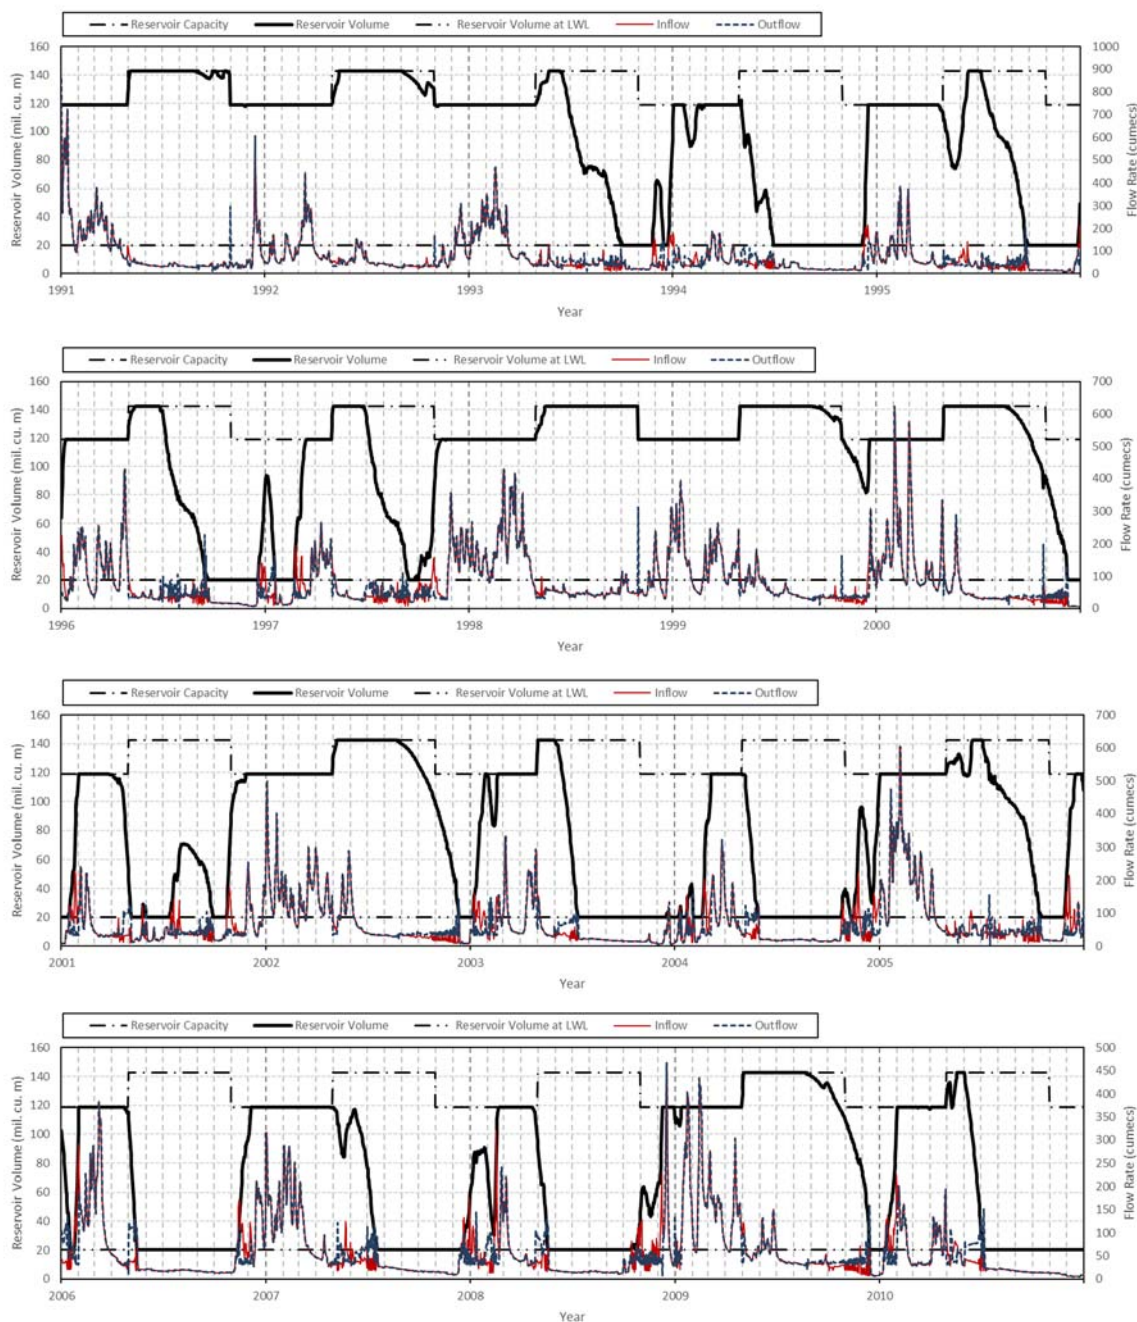 Reservoir Capacity Reservoir Volume Reservoir Volume at LWL Inflow Outflow
Reservoir Volume (mil. cu. m)
160 140 120 100 80 60 40 20 0
1000 900 800 700 600 500 400 300 200 100 0
Flow Rate (cumecs)
1991 1992 1993 1994 1995
Year
Reservoir Capacity Reservoir Volume Reservoir Volume at LWL Inflow Outflow
Reservoir Volume (mil. cu. m)
160 140 120 100 80 60 40 20 0
700 600 500 400 300 200 100 0
Flow Rate (cumecs)
1996 1997 1998 1999 2000
Year
Reservoir Capacity Reservoir Volume Reservoir Volume at LWL Inflow Outflow
Reservoir Volume (mil. cu. m)
160 140 120 100 80 60 40 20 0
700 600 500 400 300 200 100 0
Flow Rate (cumecs)
2001 2002 2003 2004 2005
Year
Reservoir Capacity Reservoir Volume Reservoir Volume at LWL Inflow Outflow
Reservoir Volume (mil. cu. m)
160 140 120 100 80 60 40 20 0
500 450 400 350 300 250 200 150 100 50 0
Flow Rate (cumecs)
2006 2007 2008 2009 2010
Year